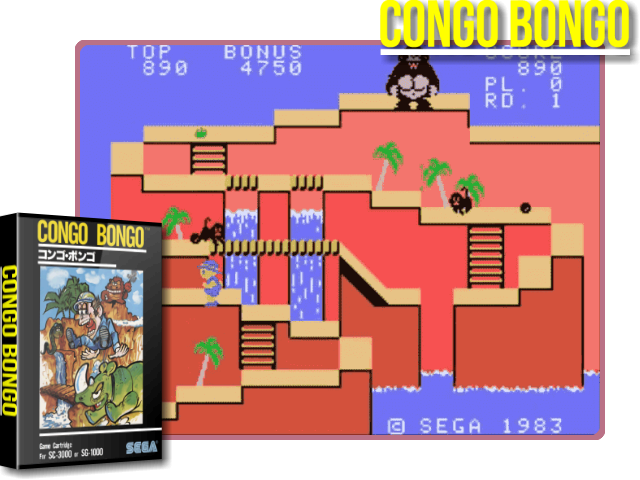 CONGO BONGO
TOP BONUS SCORE
890 4750 890
PL. 0
RD. 1
CONGO BONGO
コンゴ・ボンゴ
CONGO BONGO
Game Cartridge
For SC-3000 or SG-1000
SEGA
© SEGA 1983